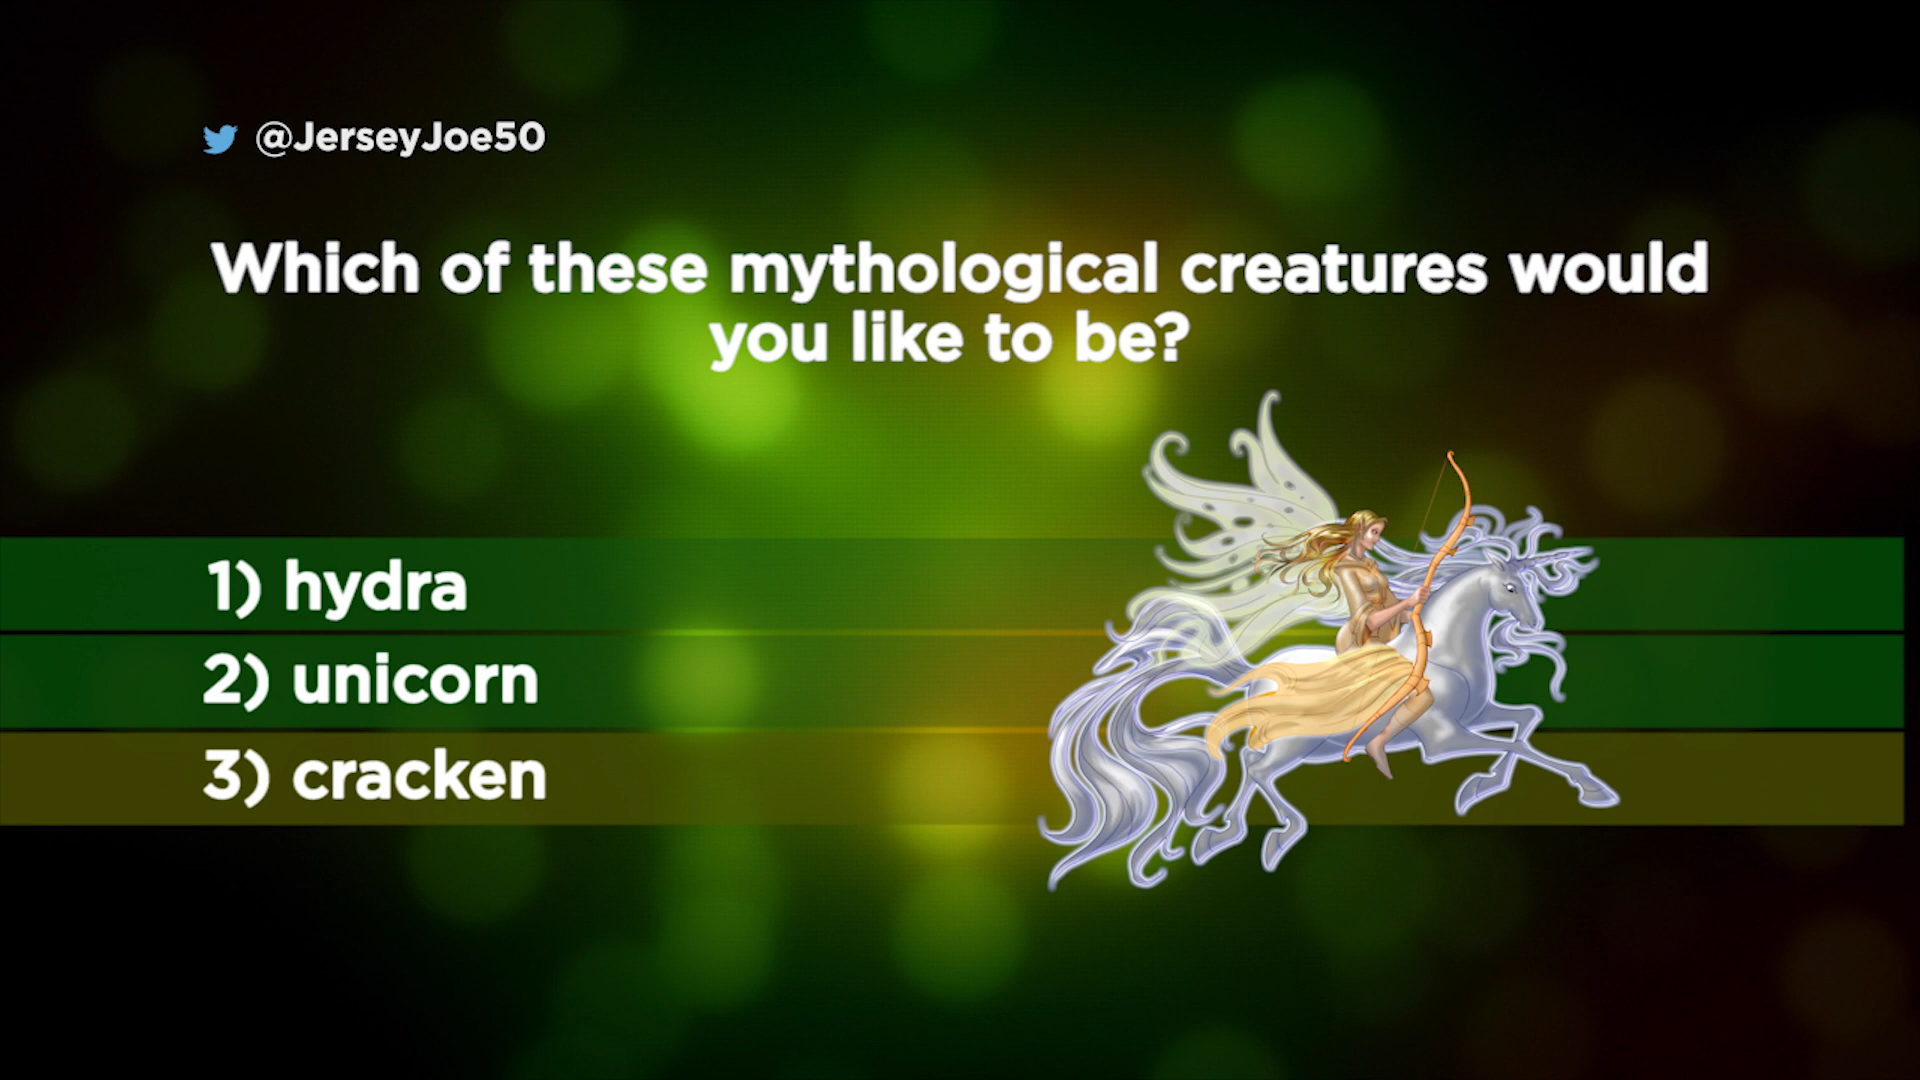 @JerseyJoe50
Which of these mythological creatures would
you like to be?
1) hydra
2) unicorn
3) cracken